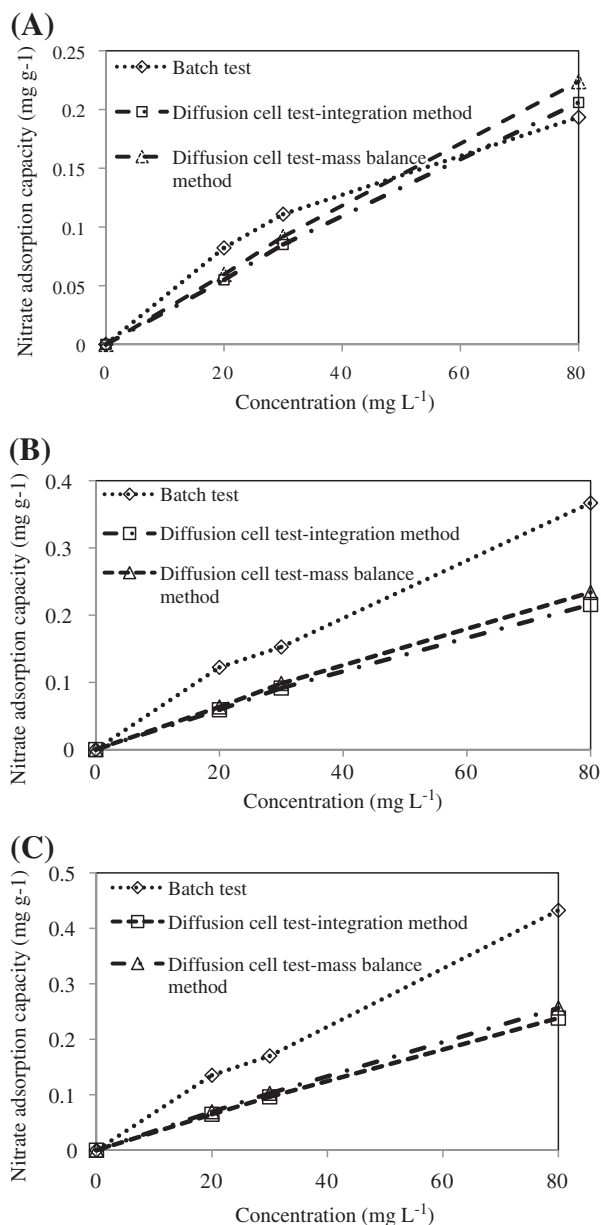 (A)
Nitrate adsorption capacity (mg g-1)
0.25
0.2
0.15
0.1
0.05
0
Batch test
Diffusion cell test-integration method
Diffusion cell test-mass balance
method
0
20
40
60
80
Concentration (mg L-1)
(B)
Nitrate adsorption capacity (mg g-1)
0.4
0.3
0.2
0.1
0
Batch test
Diffusion cell test-integration method
Diffusion cell test-mass balance
method
0
20
40
60
80
Concentration (mg L-1)
(C)
Nitrate adsorption capacity (mg g-1)
0.5
0.4
0.3
0.2
0.1
0
Batch test
Diffusion cell test-integration method
Diffusion cell test-mass balance
method
0
20
40
60
80
Concentration (mg L-1)